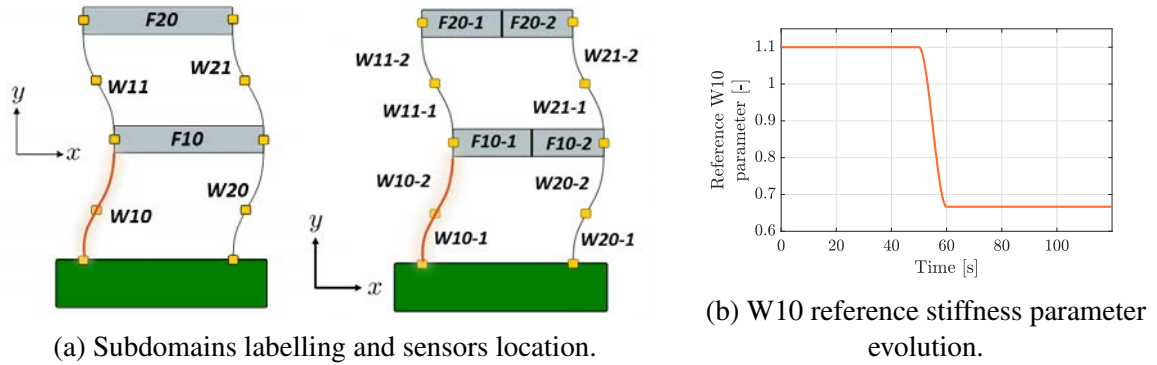 F20
W11
W21
y
x
F10
W10
W20
F20-1
F20-2
W11-2
W21-2
W11-1
W21-1
F10-1
F10-2
W10-2
W20-2
y
x
W10-1
W20-1
(a) Subdomains labelling and sensors location.
Reference W10
parameter [-]
1.1
1
0.9
0.8
0.7
0.6
0
20
40
60
80
100
Time [s]
(b) W10 reference stiffness parameter
evolution.